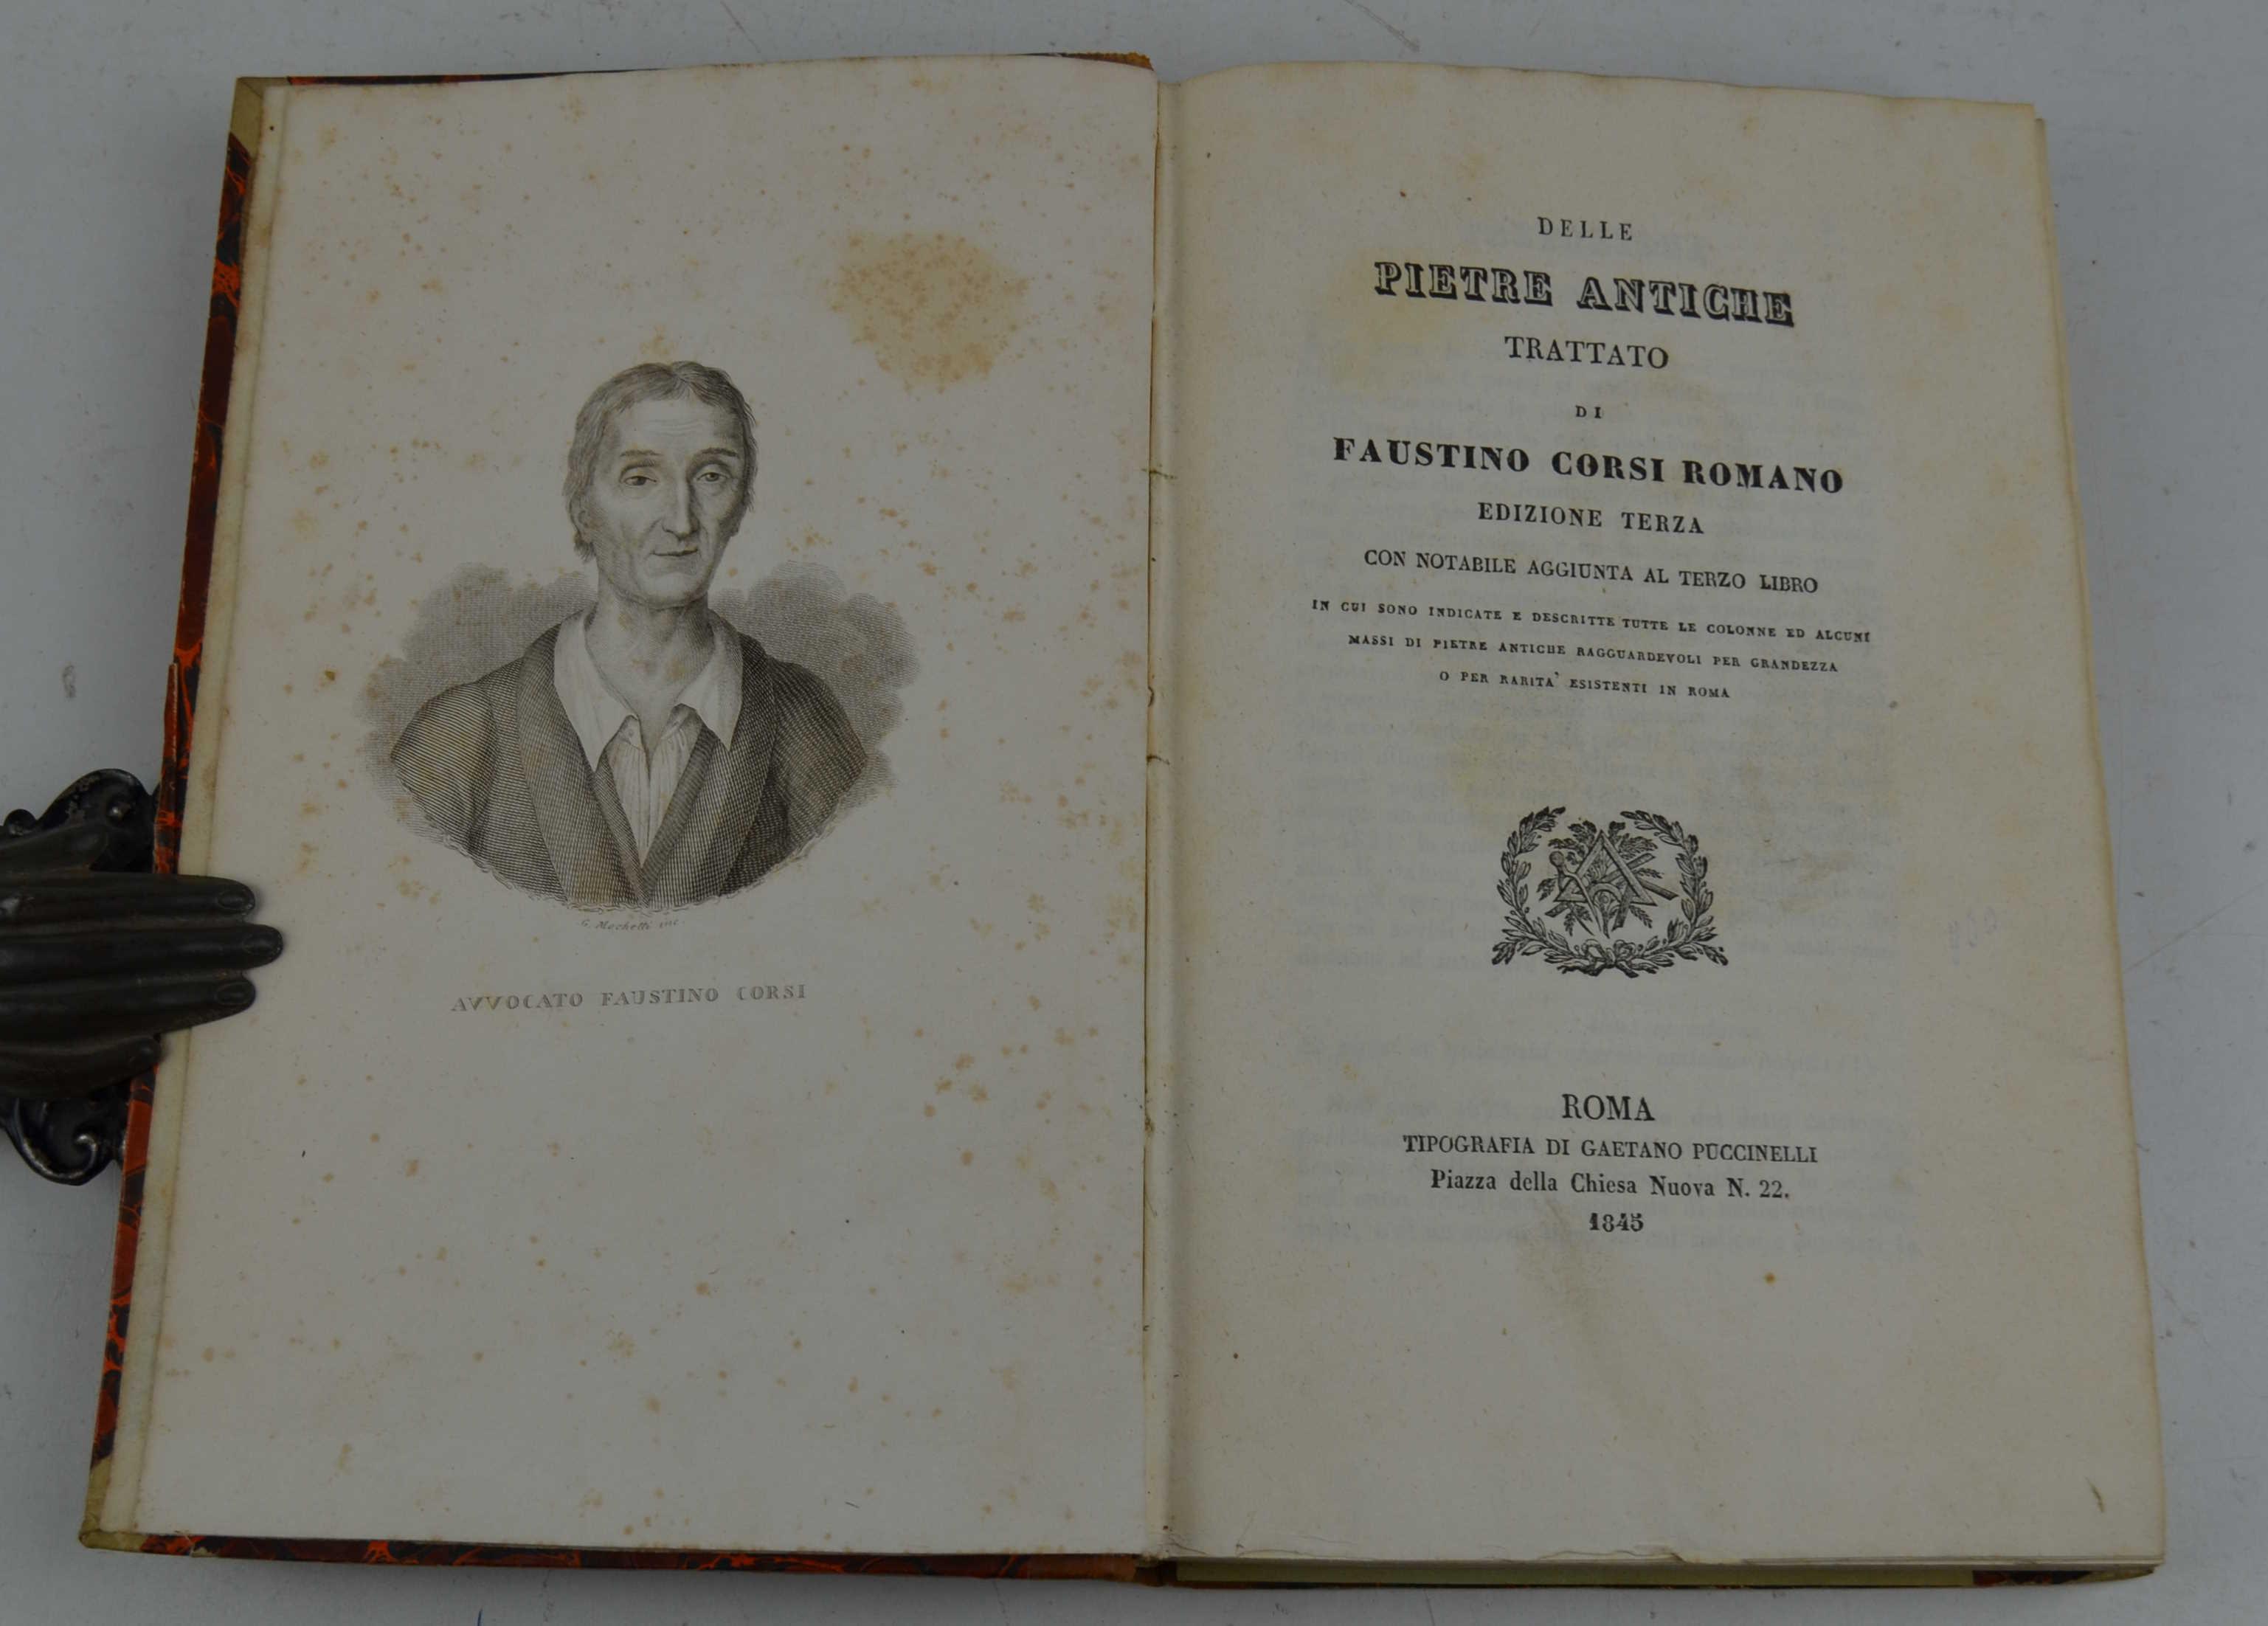 G. Mochetti inc.
AVVOCATO FAUSTINO CORSI
DELLE
PIETRE ANTICHE
TRATTATO
DI
FAUSTINO CORSI ROMANO
EDIZIONE TERZA
CON NOTABILE AGGIUNTA AL TERZO LIBRO
IN CUI SONO INDICATE E DESCRITTE TUTTE LE COLONNE ED ALCUNI
MASSI DI PIETRE ANTICHE RAGGUARDEVOLI PER GRANDEZZA
O PER RARITA' ESISTENTI IN ROMA
ROMA
TIPOGRAFIA DI GAETANO PUCCINELLI
Piazza della Chiesa Nuova N. 22.
1845